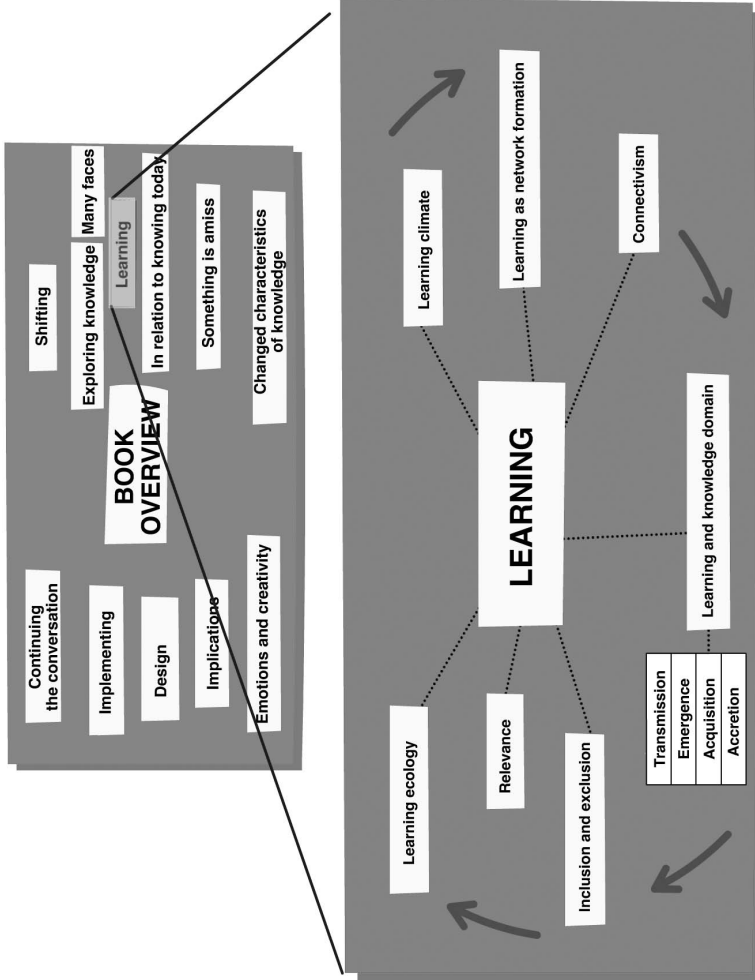 BOOK
OVERVIEW
Shifting
Exploring knowledge
Many faces
Learning
In relation to knowing today
Something is amiss
Changed characteristics
of knowledge
Emotions and creativity
Implications
Design
Implementing
Continuing
the conversation
LEARNING
Learning climate
Learning as network formation
Connectivism
Learning and knowledge domain
Transmission
Emergence
Acquisition
Accretion
Inclusion and exclusion
Relevance
Learning ecology